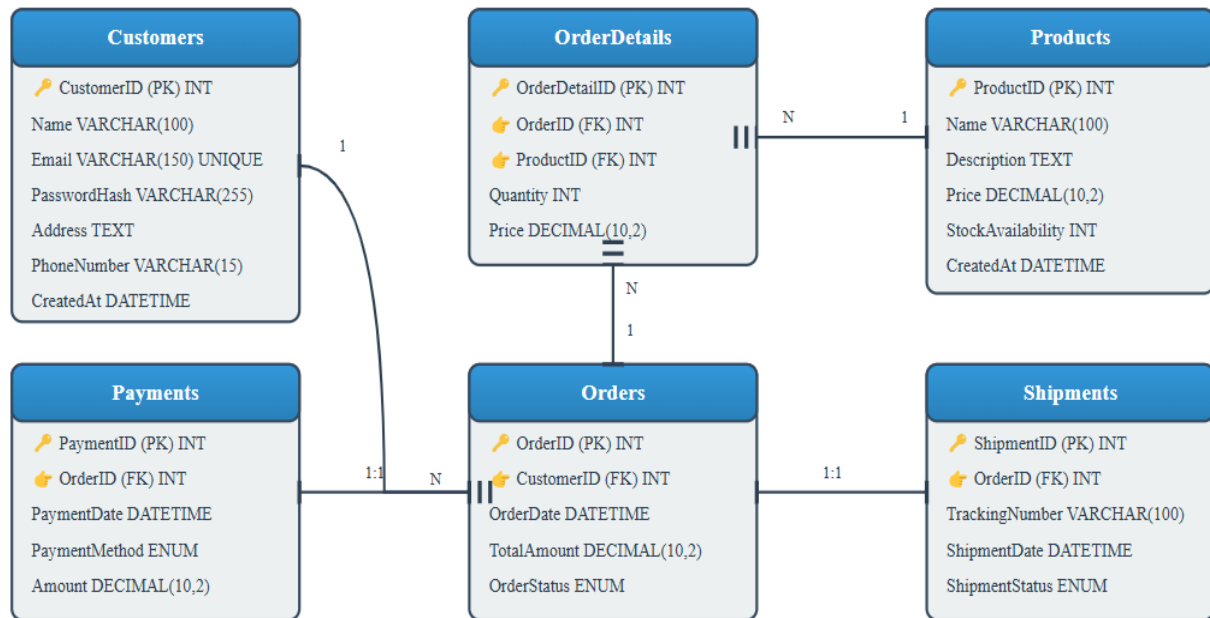 Customers
🔑 CustomerID (PK) INT
Name VARCHAR(100)
Email VARCHAR(150) UNIQUE
PasswordHash VARCHAR(255)
Address TEXT
PhoneNumber VARCHAR(15)
CreatedAt DATETIME
OrderDetails
🔑 OrderDetailID (PK) INT
👉 OrderID (FK) INT
👉 ProductID (FK) INT
Quantity INT
Price DECIMAL(10,2)
Products
🔑 ProductID (PK) INT
Name VARCHAR(100)
Description TEXT
Price DECIMAL(10,2)
StockAvailability INT
CreatedAt DATETIME
1
N
1
N
1
Payments
🔑 PaymentID (PK) INT
👉 OrderID (FK) INT
PaymentDate DATETIME
PaymentMethod ENUM
Amount DECIMAL(10,2)
1:1
N
Orders
🔑 OrderID (PK) INT
👉 CustomerID (FK) INT
OrderDate DATETIME
TotalAmount DECIMAL(10,2)
OrderStatus ENUM
1:1
Shipments
🔑 ShipmentID (PK) INT
👉 OrderID (FK) INT
TrackingNumber VARCHAR(100)
ShipmentDate DATETIME
ShipmentStatus ENUM